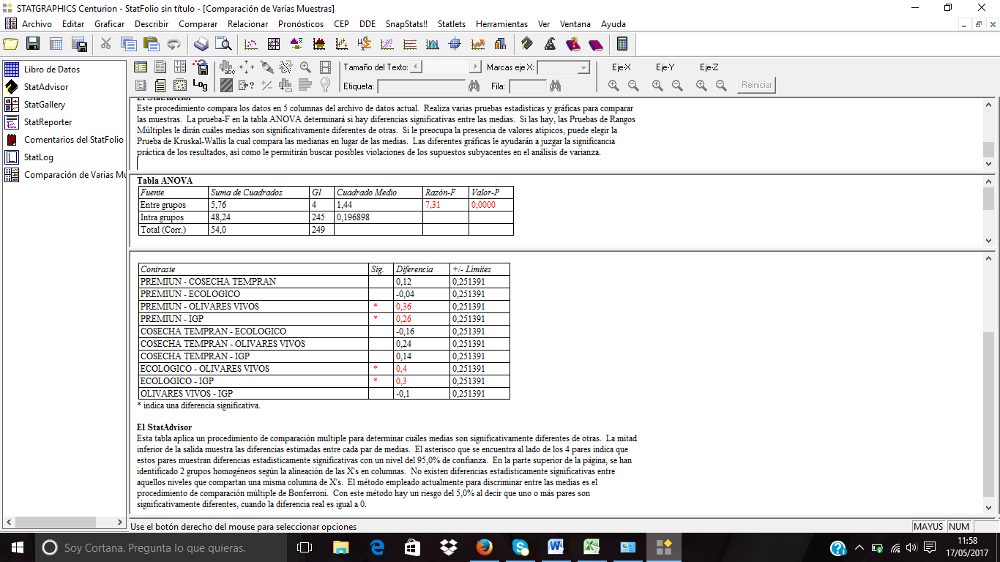 STATGRAPHICS Centurion - StatFolio sin título - [Comparación de Varias Muestras]
Archivo Editar Graficar Describir Comparar Relacionar Pronósticos CEP DDE SnapStats!! Statlets Herramientas Ver Ventana Ayuda
Libro de Datos
StatAdvisor
StatGallery
StatReporter
Comentarios del StatFolio
StatLog
Comparación de Varias Mu
Tamaño del Texto: Marcas eje X: Eje-X Eje-Y Eje-Z
Log Etiqueta: Fila: Reiniciar
El StatAdvisor
Este procedimiento compara los datos en 5 columnas del archivo de datos actual. Realiza varias pruebas estadísticas y gráficas para comparar
las muestras. La prueba-F en la tabla ANOVA determinará si hay diferencias significativas entre las medias. Si las hay, las Pruebas de Rangos
Múltiples le dirán cuáles medias son significativamente diferentes de otras. Si le preocupa la presencia de valores atípicos, puede elegir la
Prueba de Kruskal-Wallis la cual compara las medianas en lugar de las medias. Las diferentes gráficas le ayudarán a juzgar la significancia
práctica de los resultados, así como le permitirán buscar posibles violaciones de los supuestos subyacentes en el análisis de varianza.
Tabla ANOVA
Fuente Suma de Cuadrados Gl Cuadrado Medio Razón-F Valor-P
Entre grupos 5,76 4 1,44 7,31 0,0000
Intra grupos 48,24 245 0,196898
Total (Corr.) 54,0 249
Contraste Sig. Diferencia +/- Límites
PREMIUN - COSECHA TEMPRAN 0,12 0,251391
PREMIUN - ECOLOGICO -0,04 0,251391
PREMIUN - OLIVARES VIVOS * 0,36 0,251391
PREMIUN - IGP * 0,26 0,251391
COSECHA TEMPRAN - ECOLOGICO -0,16 0,251391
COSECHA TEMPRAN - OLIVARES VIVOS 0,24 0,251391
COSECHA TEMPRAN - IGP 0,14 0,251391
ECOLOGICO - OLIVARES VIVOS * 0,4 0,251391
ECOLOGICO - IGP * 0,3 0,251391
OLIVARES VIVOS - IGP -0,1 0,251391
* indica una diferencia significativa.
El StatAdvisor
Esta tabla aplica un procedimiento de comparación multiple para determinar cuáles medias son significativamente diferentes de otras. La mitad
inferior de la salida muestra las diferencias estimadas entre cada par de medias. El asterisco que se encuentra al lado de los 4 pares indica que
estos pares muestran diferencias estadísticamente significativas con un nivel del 95,0% de confianza. En la parte superior de la página, se han
identificado 2 grupos homogéneos según la alineación de las X's en columnas. No existen diferencias estadísticamente significativas entre
aquellos niveles que compartan una misma columna de X's. El método empleado actualmente para discriminar entre las medias es el
procedimiento de comparación múltiple de Bonferroni. Con este método hay un riesgo del 5,0% al decir que uno o más pares son
significativamente diferentes, cuando la diferencia real es igual a 0.
Use el botón derecho del mouse para seleccionar opciones MAYUS NUM
Soy Cortana. Pregunta lo que quieras.
11:58
17/05/2017